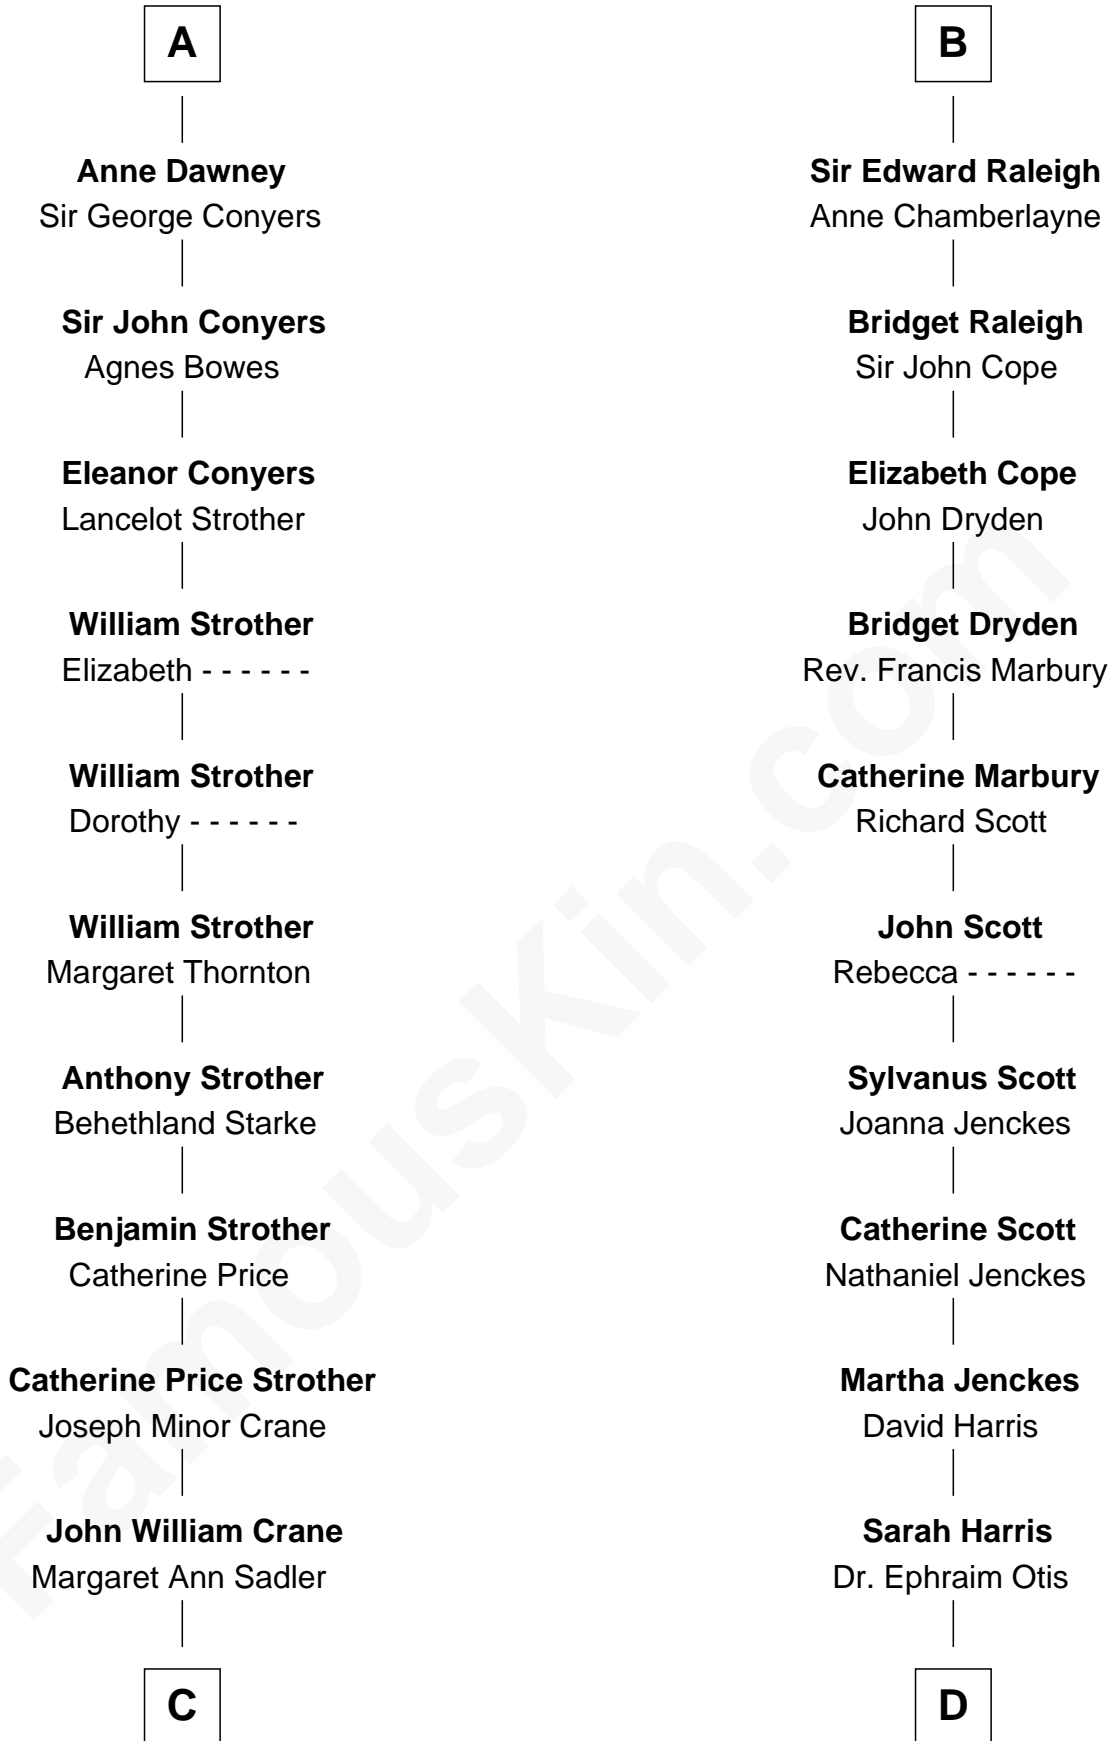 A
Anne Dawney
Sir George Conyers
Sir John Conyers
Agnes Bowes
Eleanor Conyers
Lancelot Strother
William Strother
Elizabeth - - - - - -
William Strother
Dorothy - - - - - -
William Strother
Margaret Thornton
Anthony Strother
Behethland Starke
Benjamin Strother
Catherine Price
Catherine Price Strother
Joseph Minor Crane
John William Crane
Margaret Ann Sadler
C
B
Sir Edward Raleigh
Anne Chamberlayne
Bridget Raleigh
Sir John Cope
Elizabeth Cope
John Dryden
Bridget Dryden
Rev. Francis Marbury
Catherine Marbury
Richard Scott
John Scott
Rebecca - - - - - -
Sylvanus Scott
Joanna Jenckes
Catherine Scott
Nathaniel Jenckes
Martha Jenckes
David Harris
Sarah Harris
Dr. Ephraim Otis
D
FamousKin.com